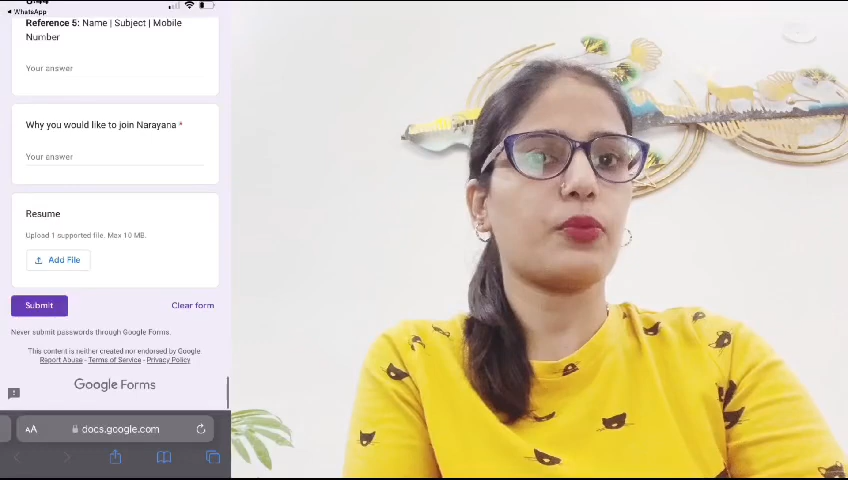 WhatsApp
Reference 5: Name | Subject | Mobile
Number
Your answer
Why you would like to join Narayana *
Your answer
Resume
Upload 1 supported file. Max 10 MB.
Add File
Submit
Clear form
Never submit passwords through Google Forms.
This content is neither created nor endorsed by Google
Report Abuse - Terms of Service - Privacy Policy
Google Forms
AA
docs.google.com